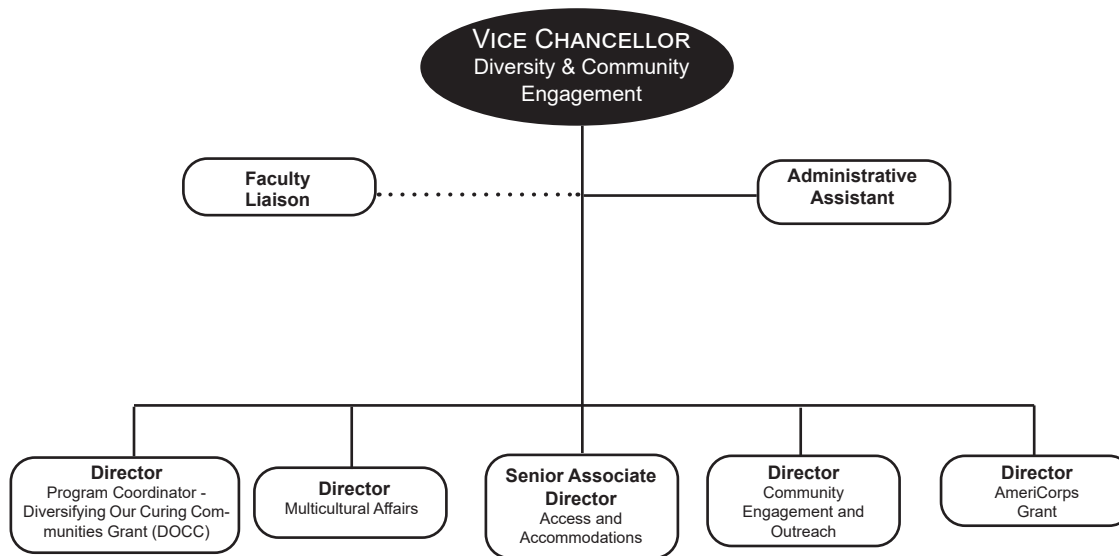 VICE CHANCELLOR
Diversity & Community
Engagement
Faculty
Liaison
Administrative
Assistant
Director
Program Coordinator -
Diversifying Our Curing Com-
munities Grant (DOCC)
Director
Multicultural Affairs
Senior Associate
Director
Access and
Accommodations
Director
Community
Engagement and
Outreach
Director
AmeriCorps
Grant